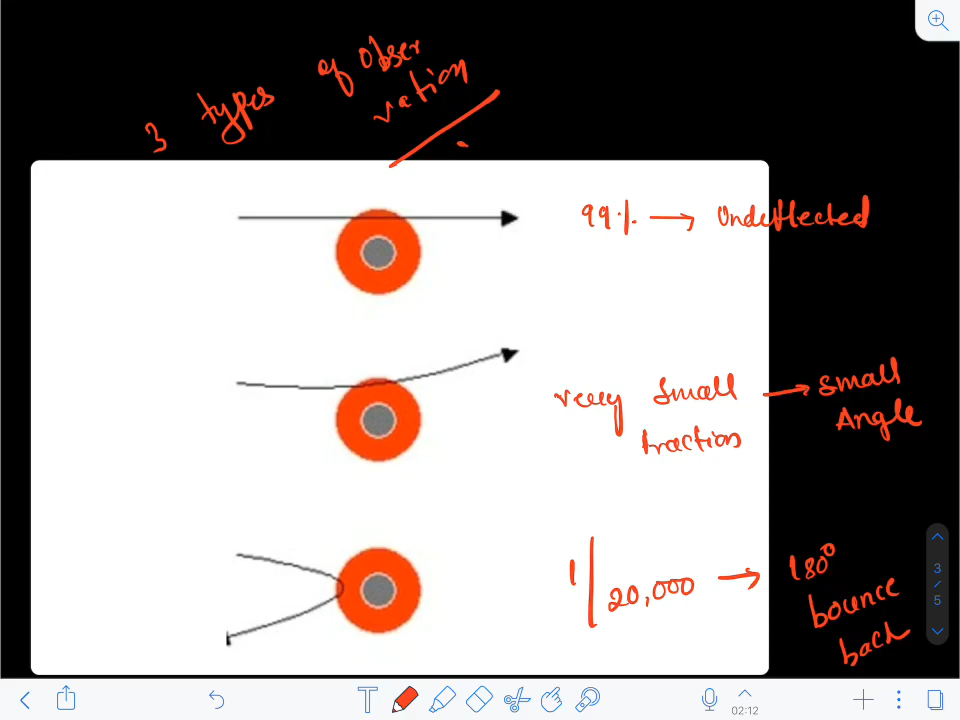 3 types of obser
vation
99% → Undeflected
very small → small
fraction Angle
1/20,000 → 180°
bounce
back
3
/
5
T
02:12